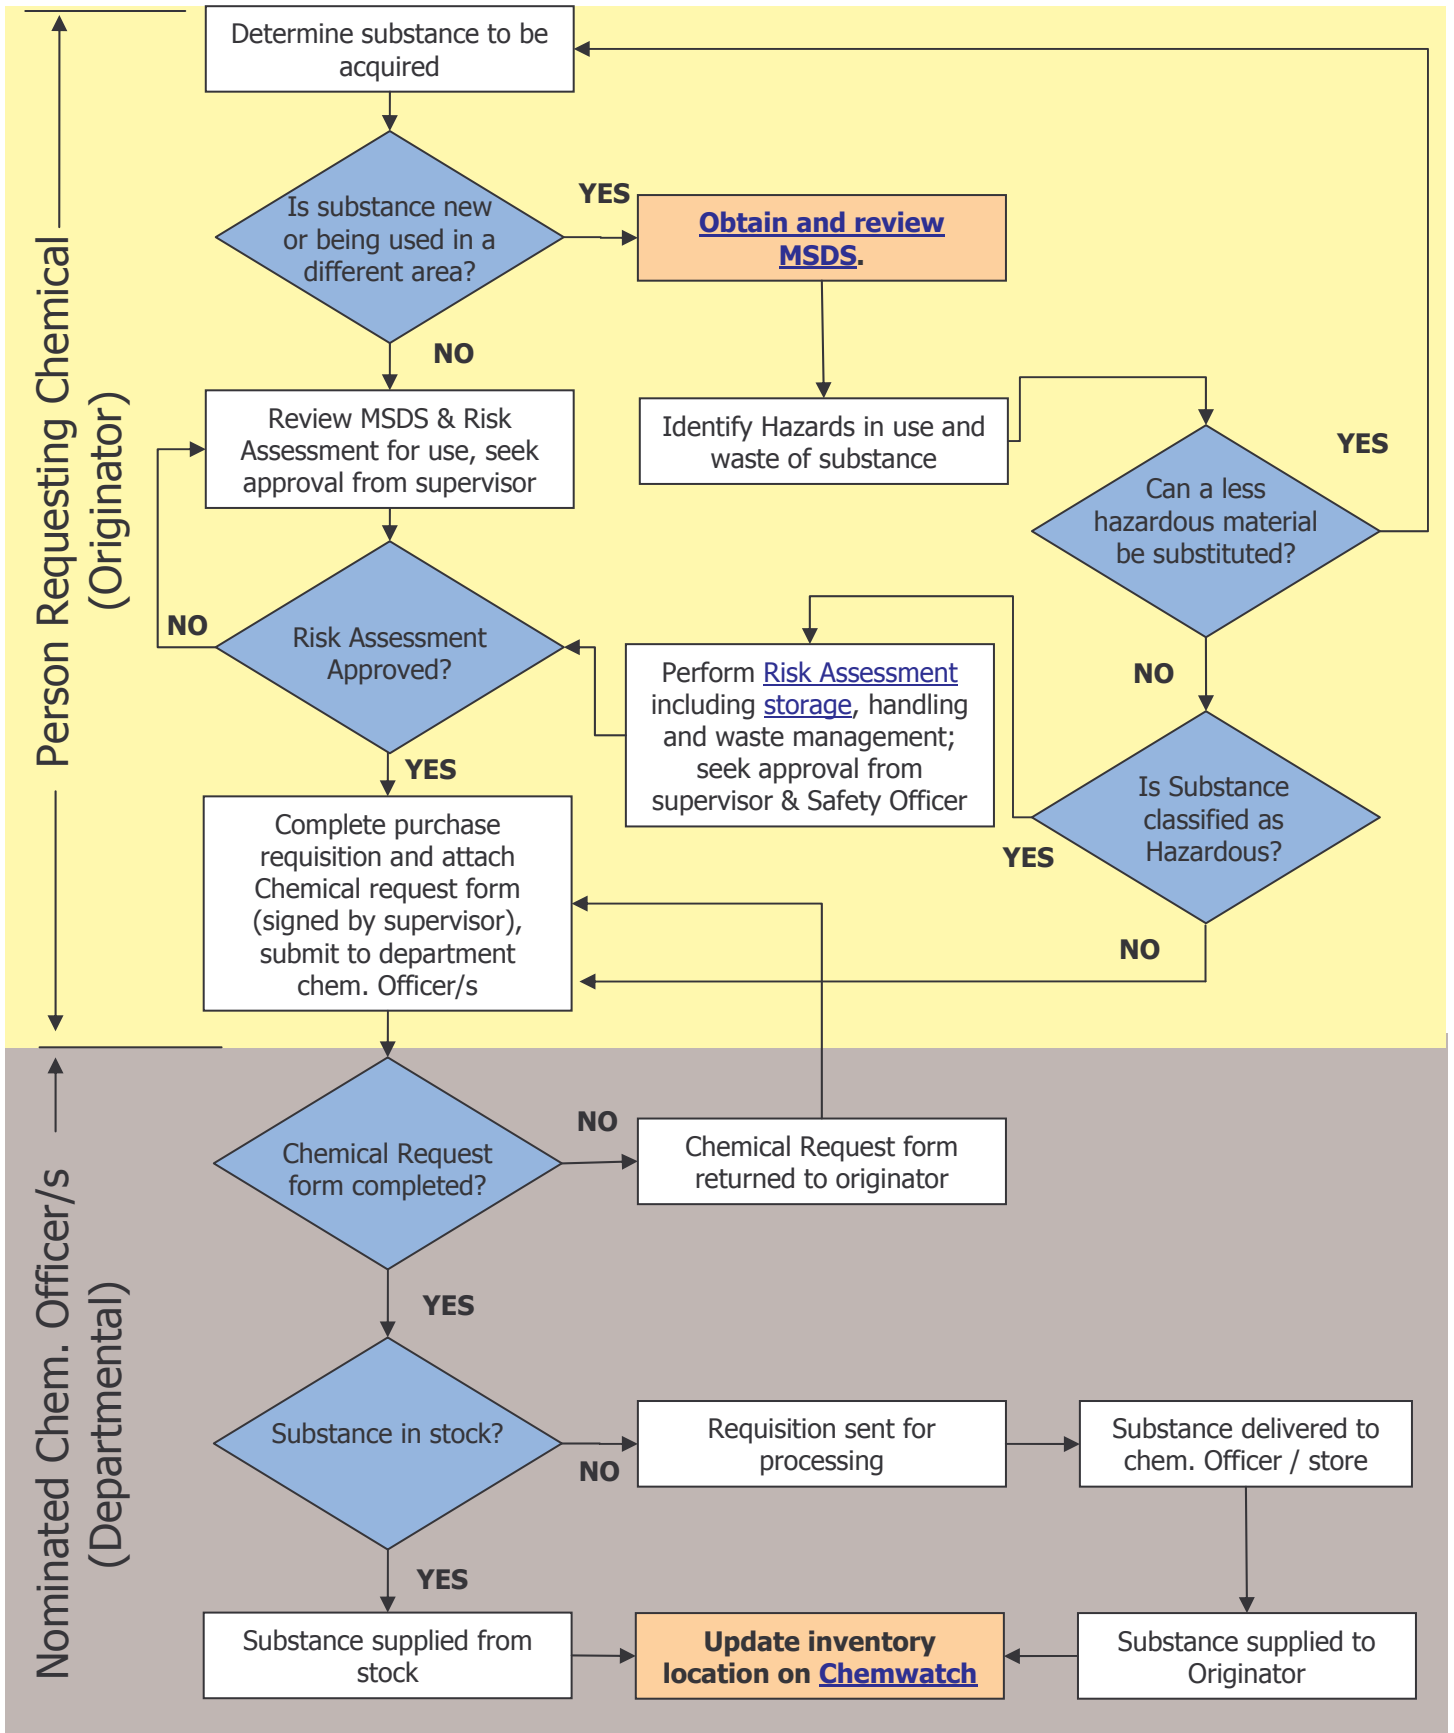 Determine substance to be
acquired
Is substance new
or being used in a
different area?
YES
Obtain and review
MSDS.
NO
Review MSDS & Risk
Assessment for use, seek
approval from supervisor
Identify Hazards in use and
waste of substance
YES
Can a less
hazardous material
be substituted?
NO
Risk Assessment
Approved?
Perform Risk Assessment
including storage, handling
and waste management;
seek approval from
supervisor & Safety Officer
NO
YES
Is Substance
classified as
Hazardous?
YES
NO
Complete purchase
requisition and attach
Chemical request form
(signed by supervisor),
submit to department
chem. Officer/s
Person Requesting Chemical
(Originator)
Chemical Request
form completed?
NO
Chemical Request form
returned to originator
YES
Substance in stock?
NO
Requisition sent for
processing
Substance delivered to
chem. Officer / store
YES
Substance supplied from
stock
Update inventory
location on Chemwatch
Substance supplied to
Originator
Nominated Chem. Officer/s
(Departmental)